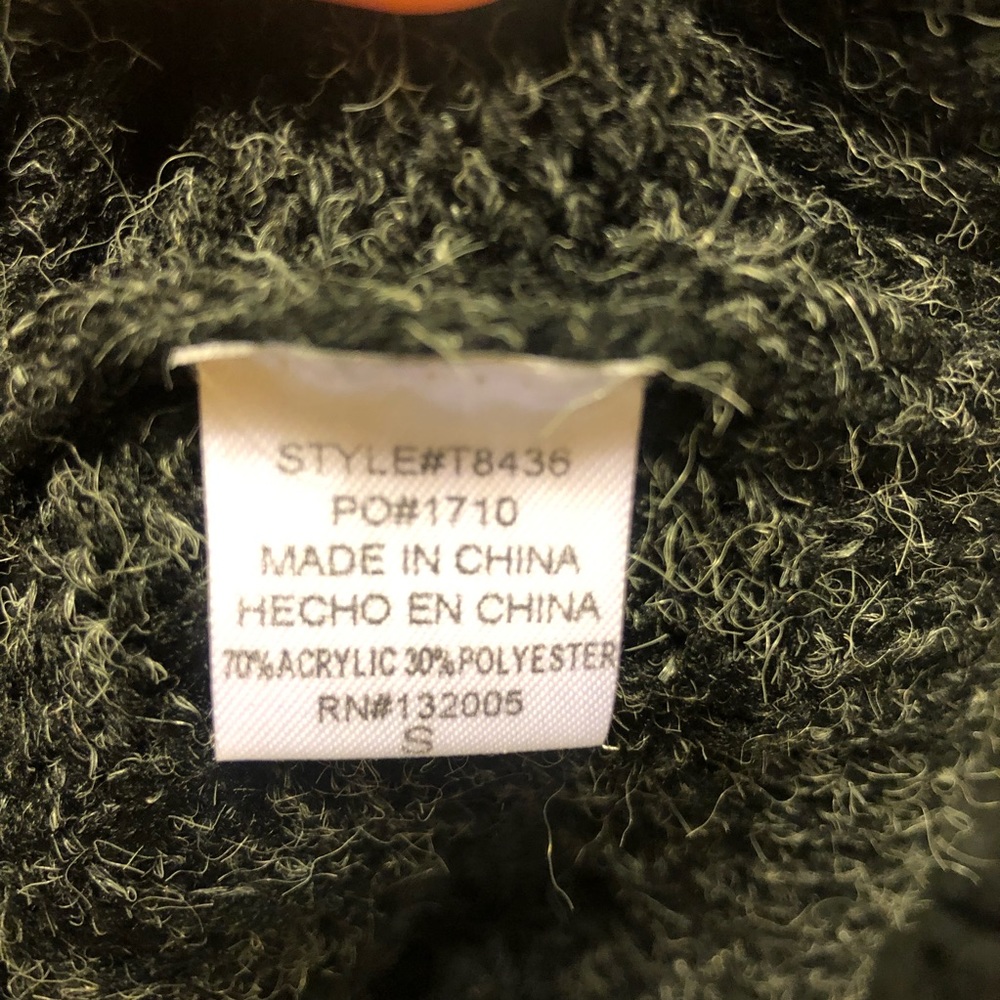 STYLE#T8436
PO#1710
MADE IN CHINA
HECHO EN CHINA
70%ACRYLIC 30%POLYESTER
RN#132005
S